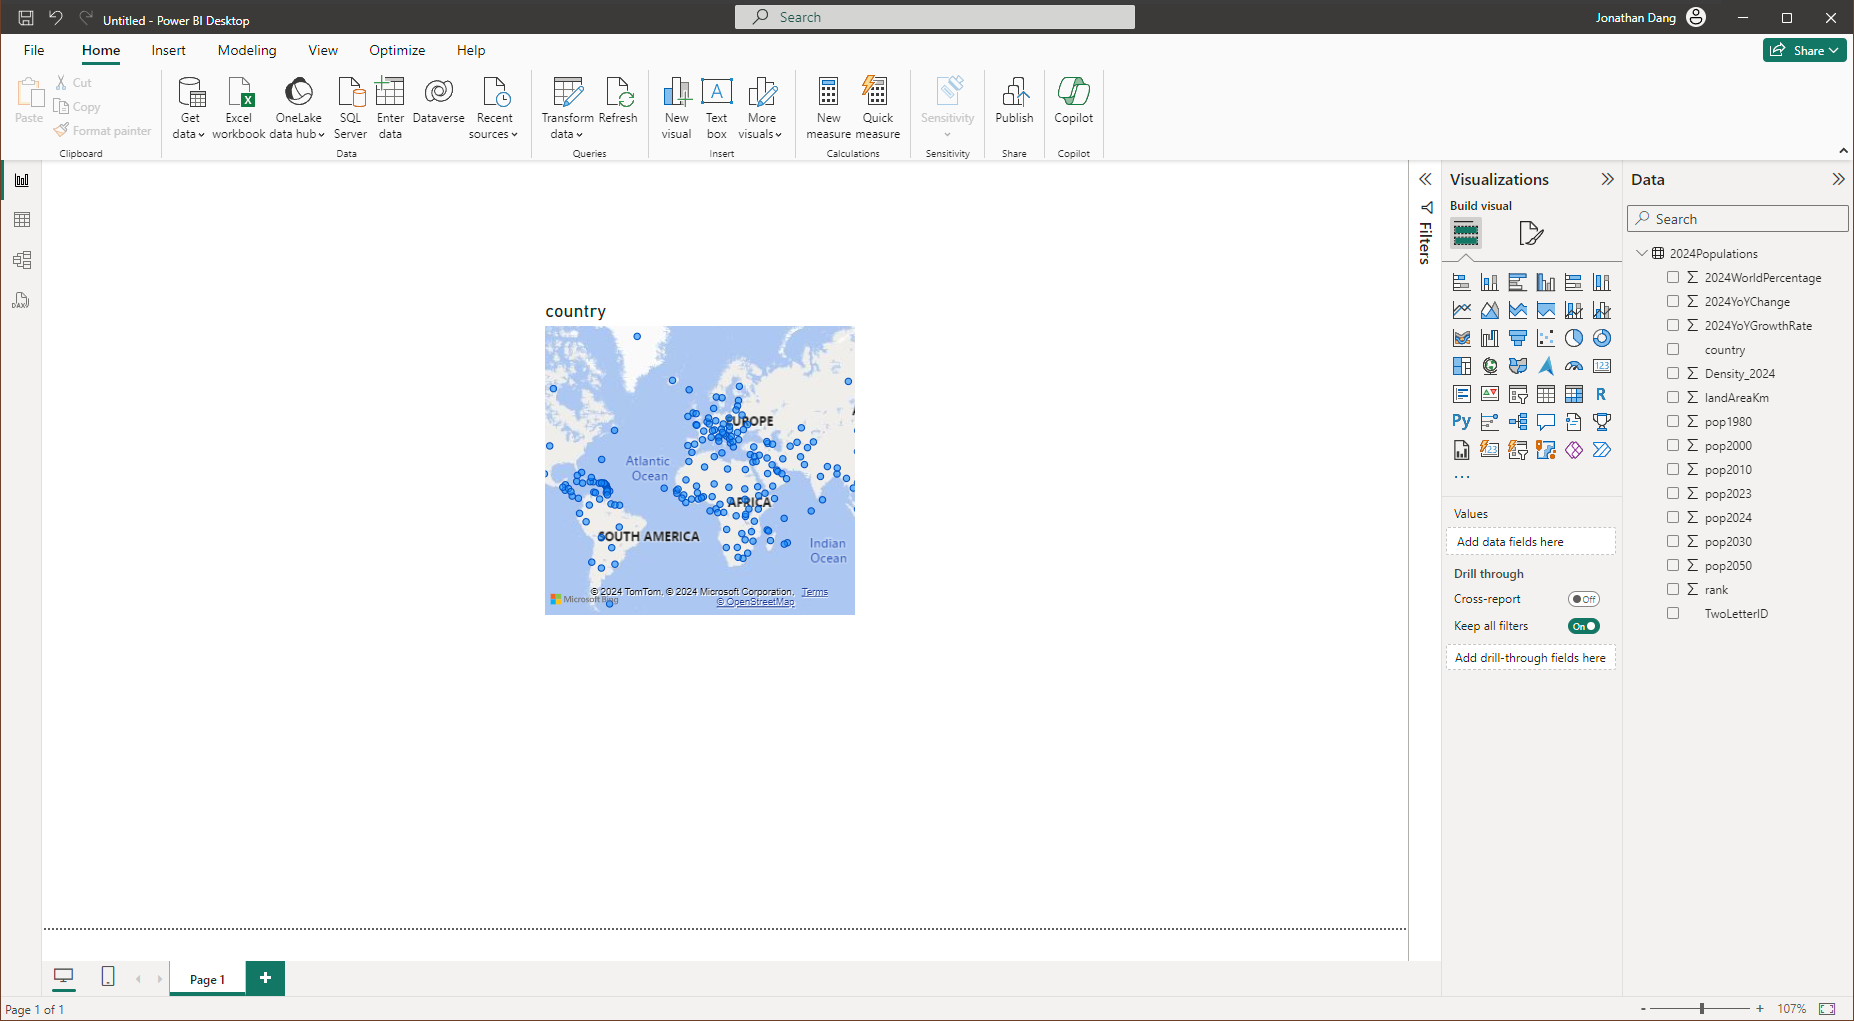 Untitled - Power BI Desktop
Search
Jonathan Dang
File Home Insert Modeling View Optimize Help
Share
Paste
Cut
Copy
Format painter
Clipboard
Get data
Excel workbook
OneLake data hub
SQL Server
Enter data
Dataverse
Recent sources
Data
Transform data
Refresh
Queries
New visual
Text box
More visuals
Insert
New measure
Quick measure
Calculations
Sensitivity
Sensitivity
Publish
Share
Copilot
Copilot
country
EUROPE
Atlantic Ocean
AFRICA
SOUTH AMERICA
Indian Ocean
© 2024 TomTom, © 2024 Microsoft Corporation, Terms
Microsoft Bing
© OpenStreetMap
Filters
Visualizations
Build visual
123
R
Py
123
Values
Add data fields here
Drill through
Cross-report Off
Keep all filters On
Add drill-through fields here
Data
Search
2024Populations
2024WorldPercentage
2024YoYChange
2024YoYGrowthRate
country
Density_2024
landAreaKm
pop1980
pop2000
pop2010
pop2023
pop2024
pop2030
pop2050
rank
TwoLetterID
DAX
Page 1
Page 1 of 1
107%